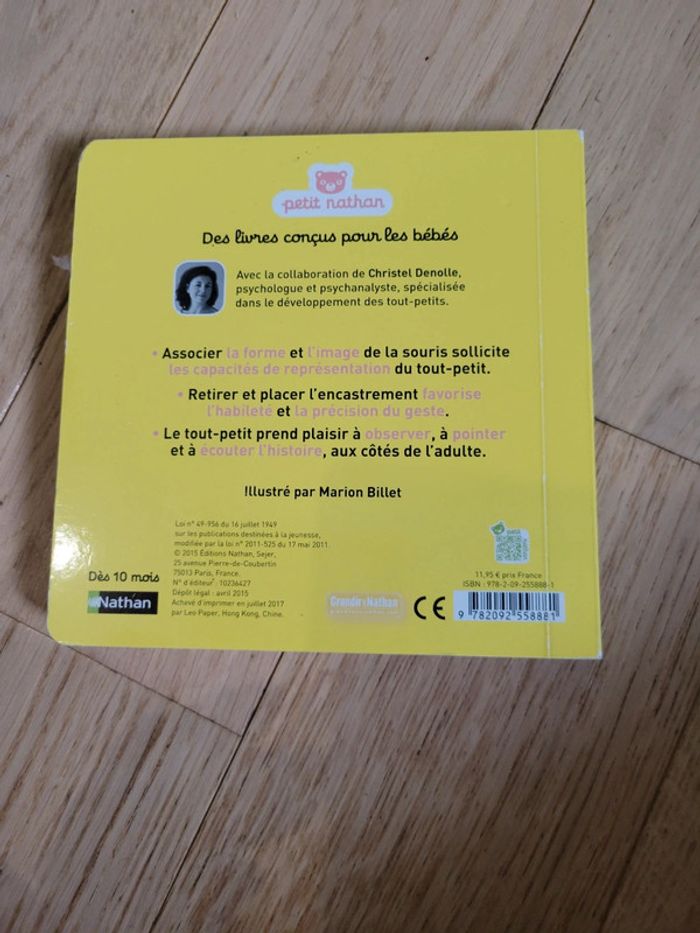 petit nathan
Des livres conçus pour les bébés
Avec la collaboration de Christel Denolle,
psychologue et psychanalyste, spécialisée
dans le développement des tout-petits.
• Associer la forme et l'image de la souris sollicite
les capacités de représentation du tout-petit.
• Retirer et placer l'encastrement favorise
l'habileté et la précision du geste.
• Le tout-petit prend plaisir à observer, à pointer
et à écouter l'histoire, aux côtés de l'adulte.
Illustré par Marion Billet
Loi n° 49-956 du 16 juillet 1949
sur les publications destinées à la jeunesse,
modifiée par la loi n° 2011-525 du 17 mai 2011.
© 2015 Éditions Nathan, Sejer,
25 avenue Pierre-de-Coubertin
75013 Paris, France.
N° d'éditeur : 10236427
Dépôt légal : avril 2015
Achevé d'imprimer en juillet 2017
par Leo Paper, Hong Kong, Chine.
Dès 10 mois
Nathan
Grandir Nathan
CE
11,95 € prix France
ISBN : 978-2-09-255888-1
9 782092 558881